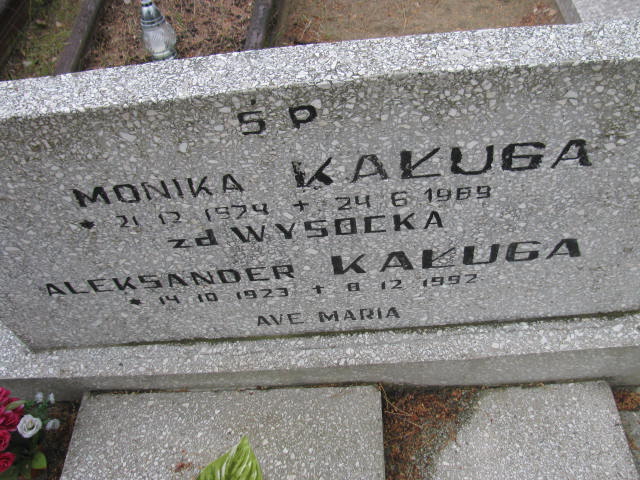 ŚP
MONIKA KAŁUGA
* 21 12 1924 + 24 6 1989
zd WYSOCKA
ALEKSANDER KAŁUGA
* 14 10 1923 + 8 12 1992
AVE MARIA